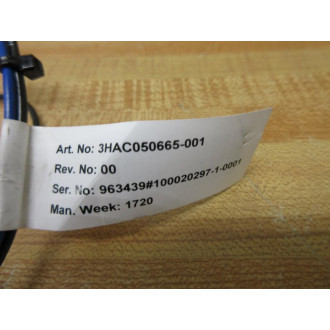 Art. No: 3HAC050665-001
Rev. No: 00
Ser. No: 963439#100020297-1-0001
Man. Week: 1720